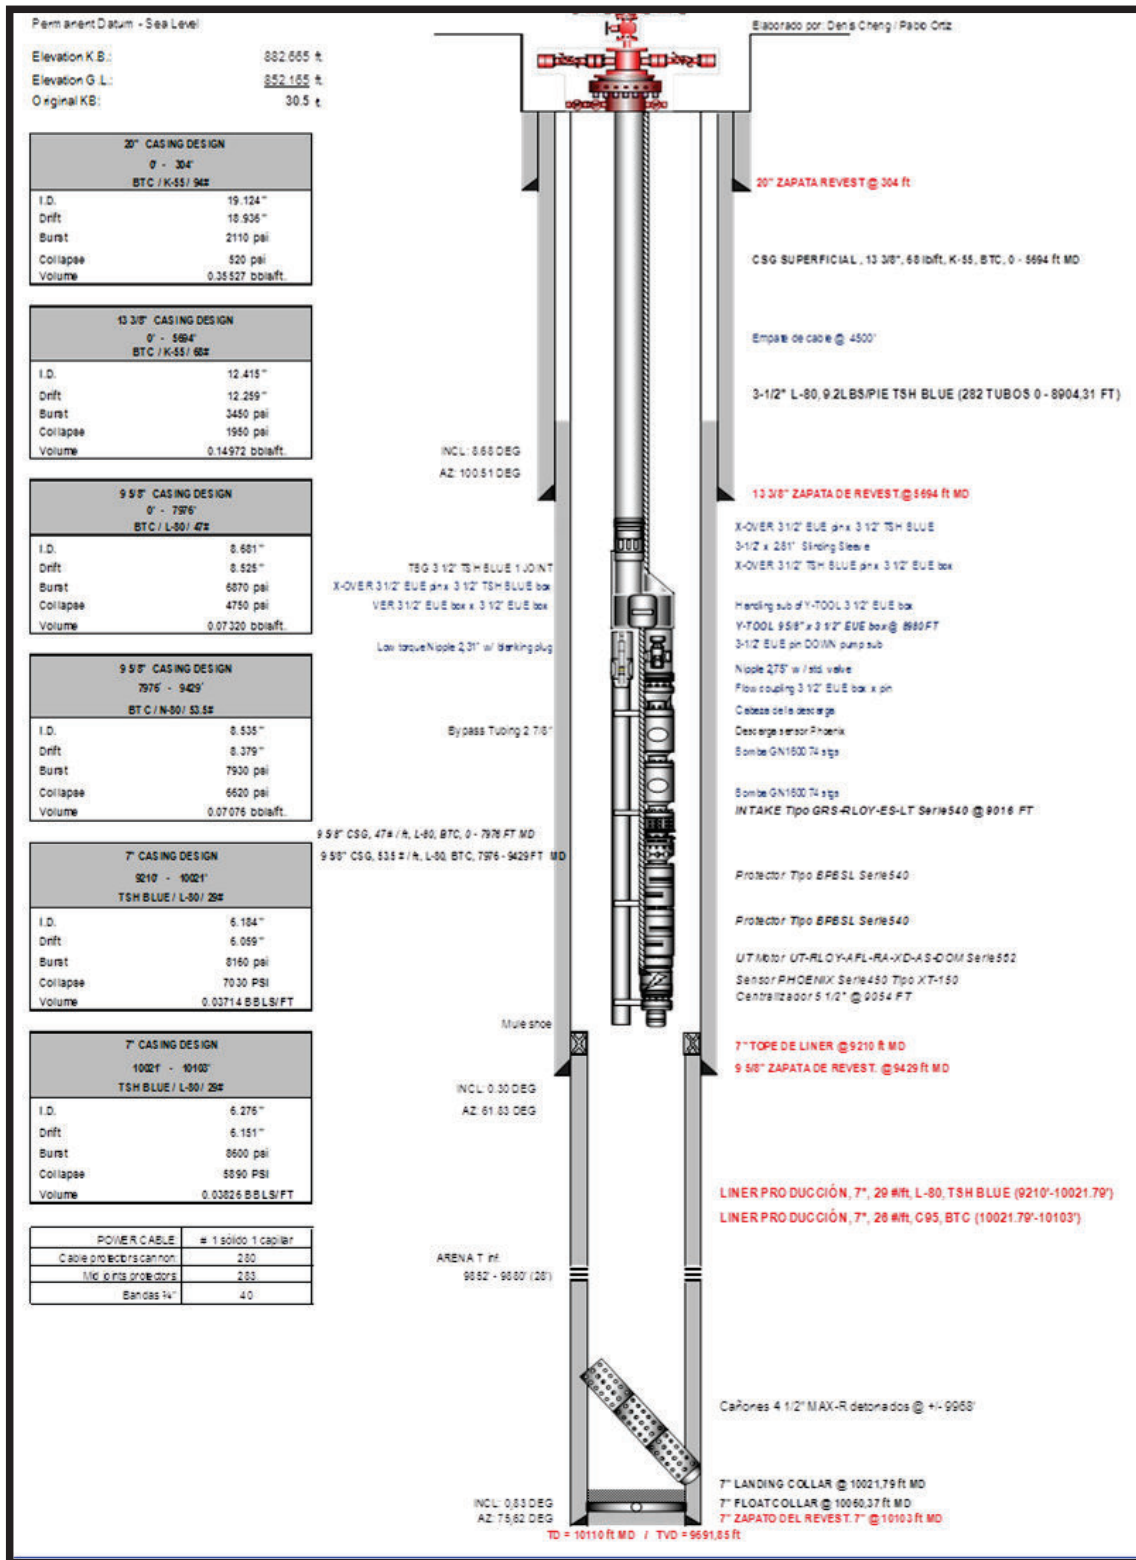 Permanent Datum - Sea Level
Elaborado por: Denis Cheng / Pablo Ortiz
Elevation K.B.: 882.665 ft
Elevation G.L.: 852.165 ft
Original KB: 30.5 ft
20" CASING DESIGN
0' - 304'
BTC / K-55 / 94#
I.D. 19.124"
Drift 18.936"
Burst 2110 psi
Collapse 520 psi
Volume 0.35527 bbls/ft.
13 3/8" CASING DESIGN
0' - 5694'
BTC / K-55 / 68#
I.D. 12.415"
Drift 12.259"
Burst 3450 psi
Collapse 1950 psi
Volume 0.14972 bbls/ft.
9 5/8" CASING DESIGN
0' - 7976'
BTC / L-80 / 47#
I.D. 8.681"
Drift 8.525"
Burst 6870 psi
Collapse 4750 psi
Volume 0.07320 bbls/ft.
9 5/8" CASING DESIGN
7976' - 9429'
BTC / N-80 / 53.5#
I.D. 8.535"
Drift 8.379"
Burst 7930 psi
Collapse 6620 psi
Volume 0.07076 bbls/ft.
7" CASING DESIGN
9210' - 10021'
TSH BLUE / L-80 / 29#
I.D. 6.184"
Drift 6.059"
Burst 8160 psi
Collapse 7030 PSI
Volume 0.03714 BBLS/FT
7" CASING DESIGN
10021' - 10103'
TSH BLUE / L-80 / 29#
I.D. 6.276"
Drift 6.151"
Burst 8600 psi
Collapse 5890 PSI
Volume 0.03826 BBLS/FT
POWER CABLE # 1 sólido 1 capilar
Cable protectors cannon: 280
Mid joints protectors 283
Bandas ¾" 40
INCL: 8.68 DEG
AZ: 100.51 DEG
TBG 3 1/2" TSH BLUE 1 JOINT
X-OVER 3 1/2" EUE pin x 3 1/2" TSH BLUE box
VER 3 1/2" EUE box x 3 1/2" EUE box
Low torque Nipple 2,31" w/ blanking plug
Bypass Tubing 2 7/8"
9 5/8" CSG, 47# / ft, L-80, BTC, 0 - 7976 FT MD
9 5/8" CSG, 53.5 # / ft, L-80, BTC, 7976 - 9429 FT MD
Mule shoe
INCL: 0.30 DEG
AZ: 61.83 DEG
ARENA T inf.
9852' - 9880' (28')
INCL: 0,83 DEG
AZ: 75,62 DEG
TD = 10110 ft MD / TVD = 9691,85 ft
20" ZAPATA REVEST @ 304 ft
CSG SUPERFICIAL, 13 3/8", 68 lb/ft, K-55, BTC, 0 - 5694 ft MD
Empate de cable @ 4500'
3-1/2" L-80, 9.2LBS/PIE TSH BLUE (282 TUBOS 0 - 8904,31 FT)
13 3/8" ZAPATA DE REVEST.@5694 ft MD
X-OVER 3 1/2" EUE pin x 3 1/2" TSH BLUE
3-1/2" x 2.81" Slinding Sleeve
X-OVER 3 1/2" TSH BLUE pin x 3 1/2" EUE box
Handling sub of Y-TOOL 3 1/2" EUE box
Y-TOOL 9 5/8" x 3 1/2" EUE box @ 8980 FT
3-1/2" EUE pin DOWN pump sub
Nipple 2,75" w / std. valve
Flow coupling 3 1/2" EUE box x pin
Cabeza de la descarga
Descarga sensor Phoenix
Bomba GN1600 74 stgs
Bomba GN1600 74 stgs
INTAKE Tipo GRS-RLOY-ES-LT Serie540 @ 9016 FT
Protector Tipo BPBSL Serie540
Protector Tipo BPBSL Serie540
UT Motor UT-RLOY-AFL-RA-XD-AS-DOM Serie562
Sensor PHOENIX Serie450 Tipo XT-150
Centralizador 5 1/2" @ 9054 FT
7" TOPE DE LINER @ 9210 ft MD
9 5/8" ZAPATA DE REVEST. @9429 ft MD
LINER PRODUCCIÓN, 7", 29 #/ft, L-80, TSH BLUE (9210'-10021.79')
LINER PRODUCCIÓN, 7", 26 #/ft, C95, BTC (10021.79'-10103')
Cañones 4 1/2" MAX-R detonados @ +/- 9968'
7" LANDING COLLAR @ 10021,79 ft MD
7" FLOAT COLLAR @ 10060,37 ft MD
7" ZAPATO DEL REVEST. 7" @10103 ft MD